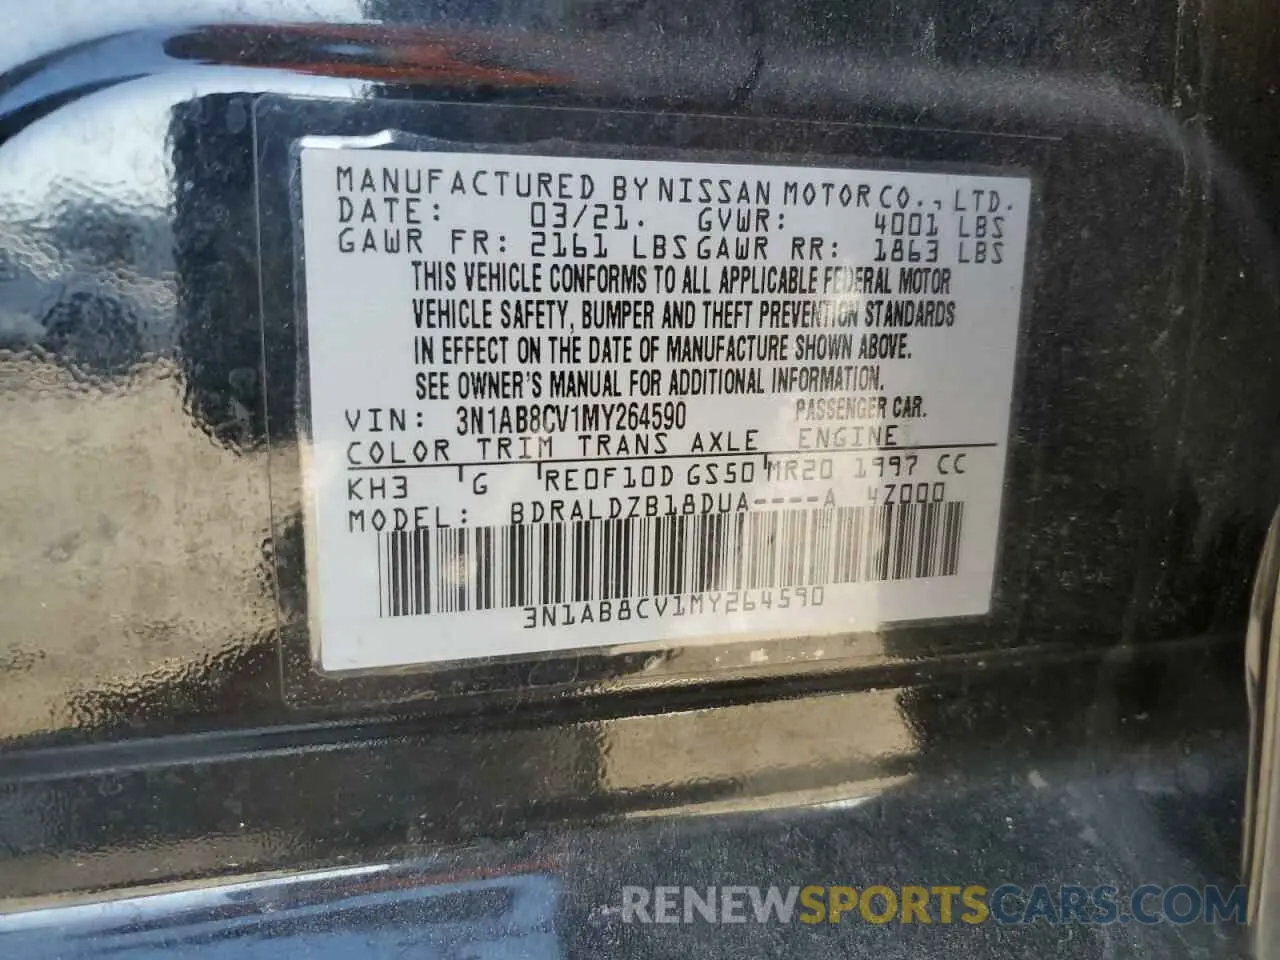 MANUFACTURED BY NISSAN MOTOR CO., LTD.
DATE: 03/21. GVWR: 4001 LBS
GAWR FR: 2161 LBS GAWR RR: 1863 LBS
THIS VEHICLE CONFORMS TO ALL APPLICABLE FEDERAL MOTOR
VEHICLE SAFETY, BUMPER AND THEFT PREVENTION STANDARDS
IN EFFECT ON THE DATE OF MANUFACTURE SHOWN ABOVE.
SEE OWNER'S MANUAL FOR ADDITIONAL INFORMATION.
VIN: 3N1AB8CV1MY264590 PASSENGER CAR.
COLOR TRIM TRANS AXLE ENGINE
KH3 G RE0F10D GS50 MR20 1997 CC
MODEL: BDRALDZB18DUA----A 4Z000
3N1AB8CV1MY264590
RENEWSPORTSCARS.COM